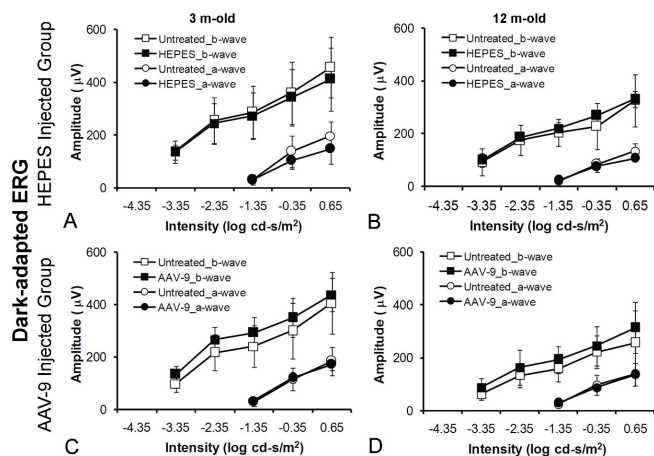 3 m-old
12 m-old
Dark-adapted ERG
HEPES Injected Group
AAV-9 Injected Group
Amplitude (µV)
600
400
200
0
Untreated_b-wave
HEPES_b-wave
Untreated_a-wave
HEPES_a-wave
-4.35 -3.35 -2.35 -1.35 -0.35 0.65
Intensity (log cd-s/m²)
A
Amplitude (µV)
600
400
200
0
Untreated_b-wave
HEPES_b-wave
Untreated_a-wave
HEPES_a-wave
-4.35 -3.35 -2.35 -1.35 -0.35 0.65
Intensity (log cd-s/m²)
B
Amplitude (µV)
600
400
200
0
Untreated_b-wave
AAV-9_b-wave
Untreated_a-wave
AAV-9_a-wave
-4.35 -3.35 -2.35 -1.35 -0.35 0.65
Intensity (log cd-s/m²)
C
Amplitude (µV)
600
400
200
0
Untreated_b-wave
AAV-9_b-wave
Untreated_a-wave
AAV-9_a-wave
-4.35 -3.35 -2.35 -1.35 -0.35 0.65
Intensity (log cd-s/m²)
D